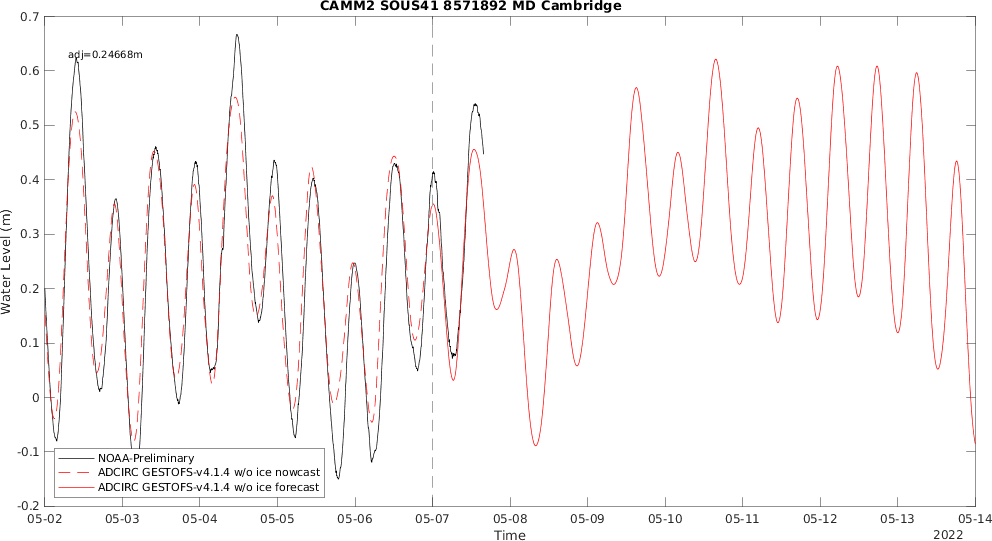 CAMM2 SOUS41 8571892 MD Cambridge
0.7
adj=0.24668m
0.6
0.5
0.4
0.3
0.2
0.1
0
-0.1
-0.2
Water Level (m)
NOAA-Preliminary
ADCIRC GESTOFS-v4.1.4 w/o ice nowcast
ADCIRC GESTOFS-v4.1.4 w/o ice forecast
05-02 05-03 05-04 05-05 05-06 05-07 05-08 05-09 05-10 05-11 05-12 05-13 05-14
Time
2022